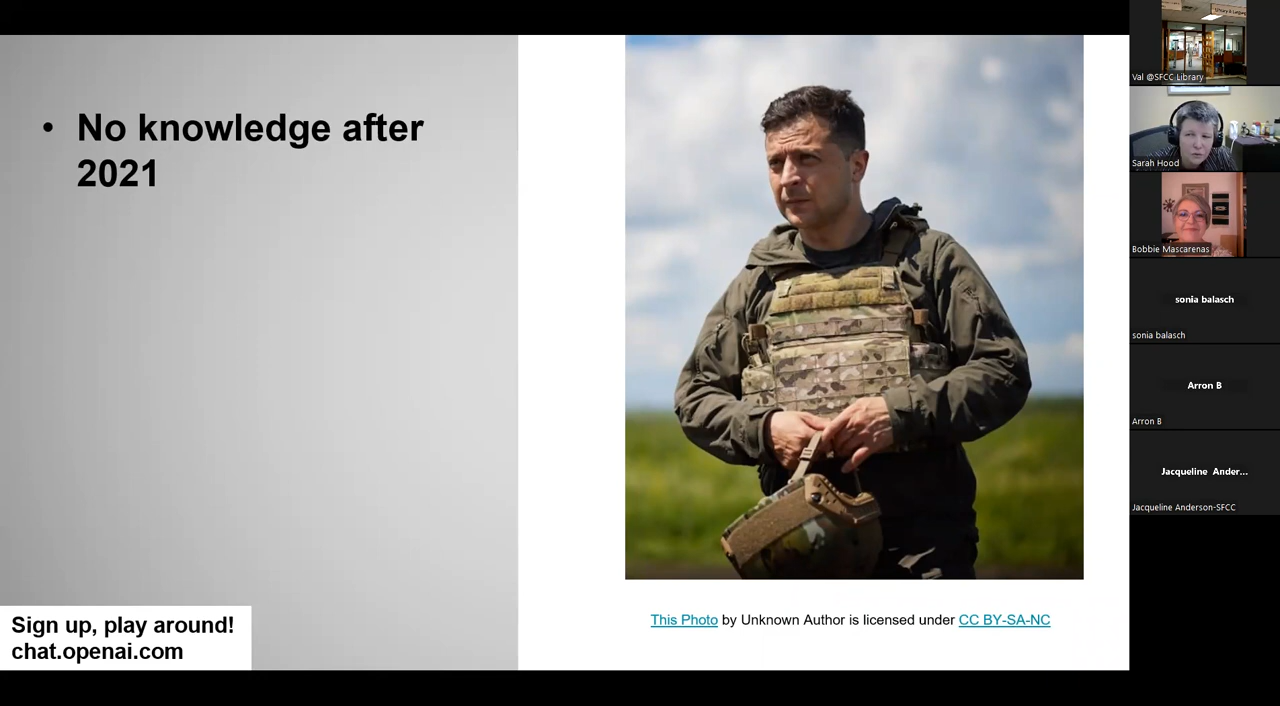 • No knowledge after
2021
Sign up, play around!
chat.openai.com
This Photo by Unknown Author is licensed under CC BY-SA-NC
Val @SFCC Library
Sarah Hood
Bobbie Mascarenas
sonia balasch
sonia balasch
Arron B
Arron B
Jacqueline Ander...
Jacqueline Anderson-SFCC